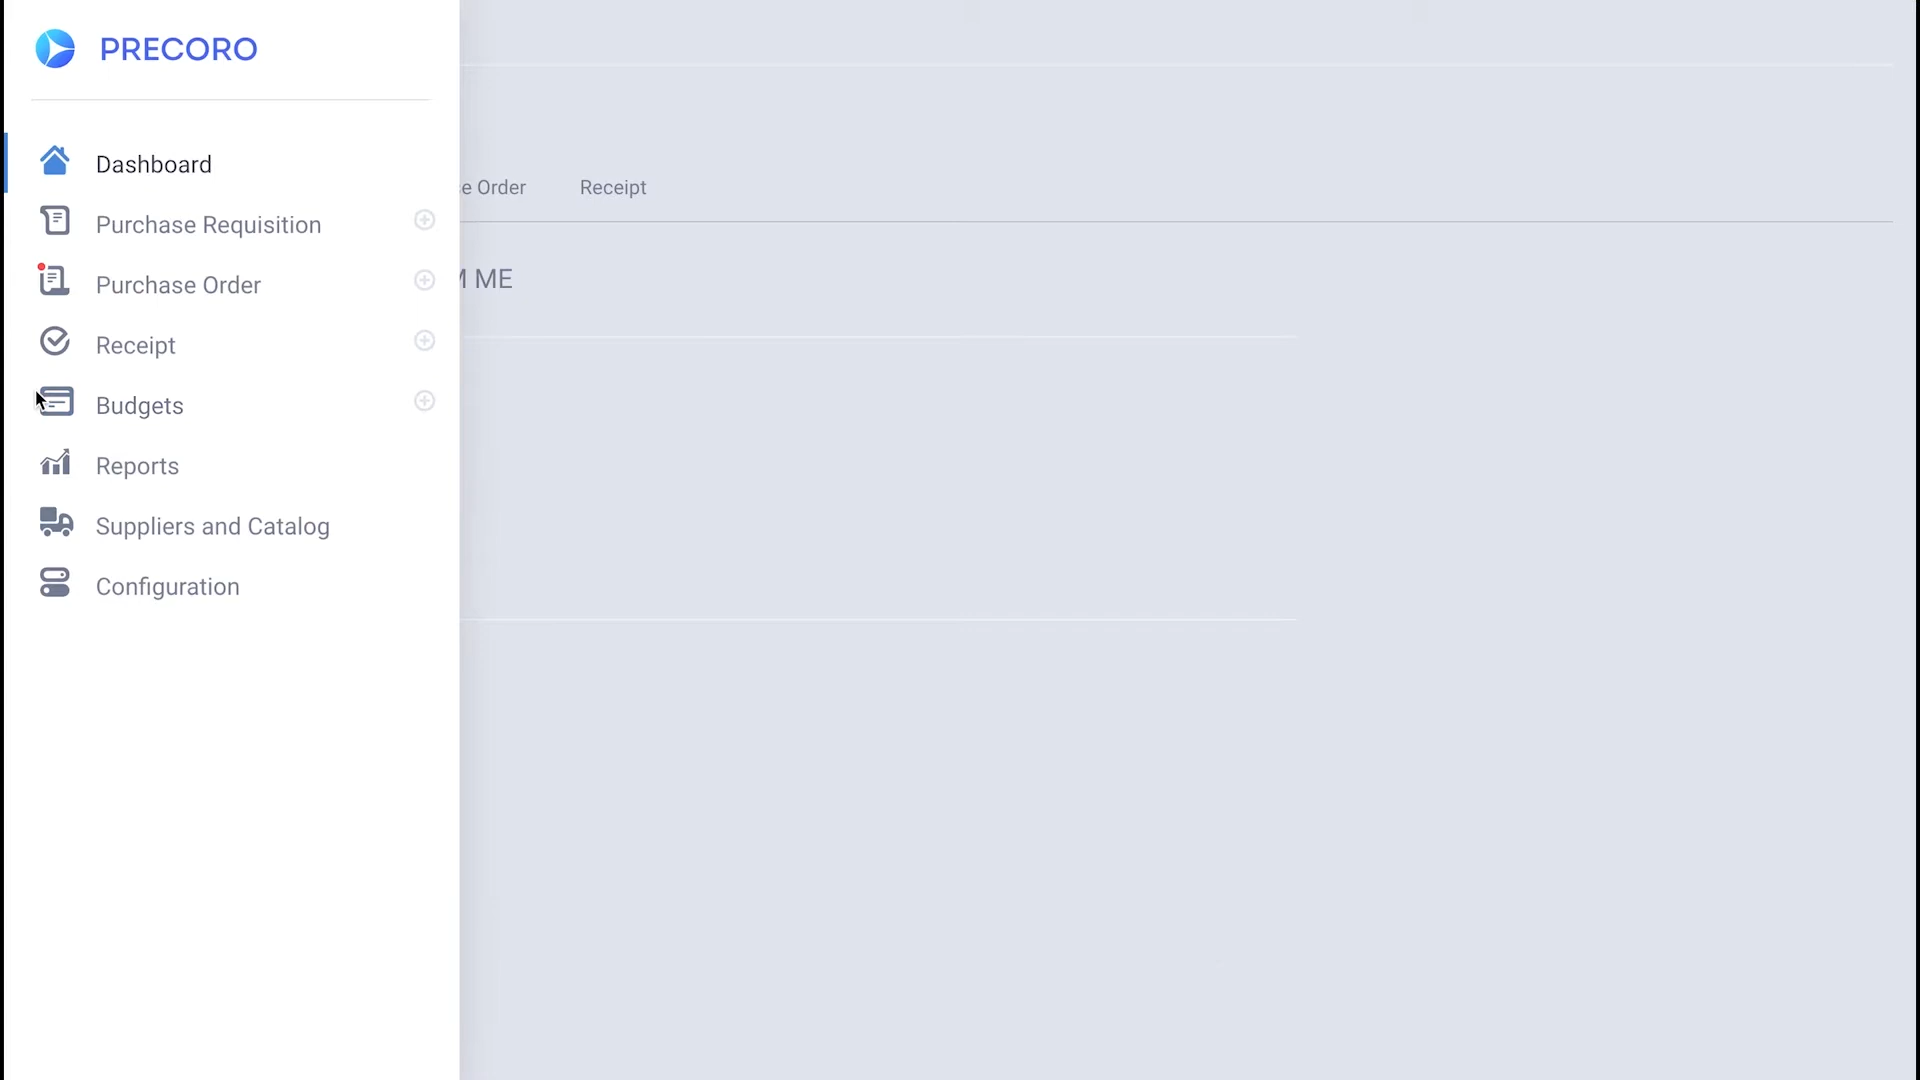 PRECORO
Dashboard
Purchase Requisition
Purchase Order
Receipt
Budgets
Reports
Suppliers and Catalog
Configuration
Order
Receipt
ME